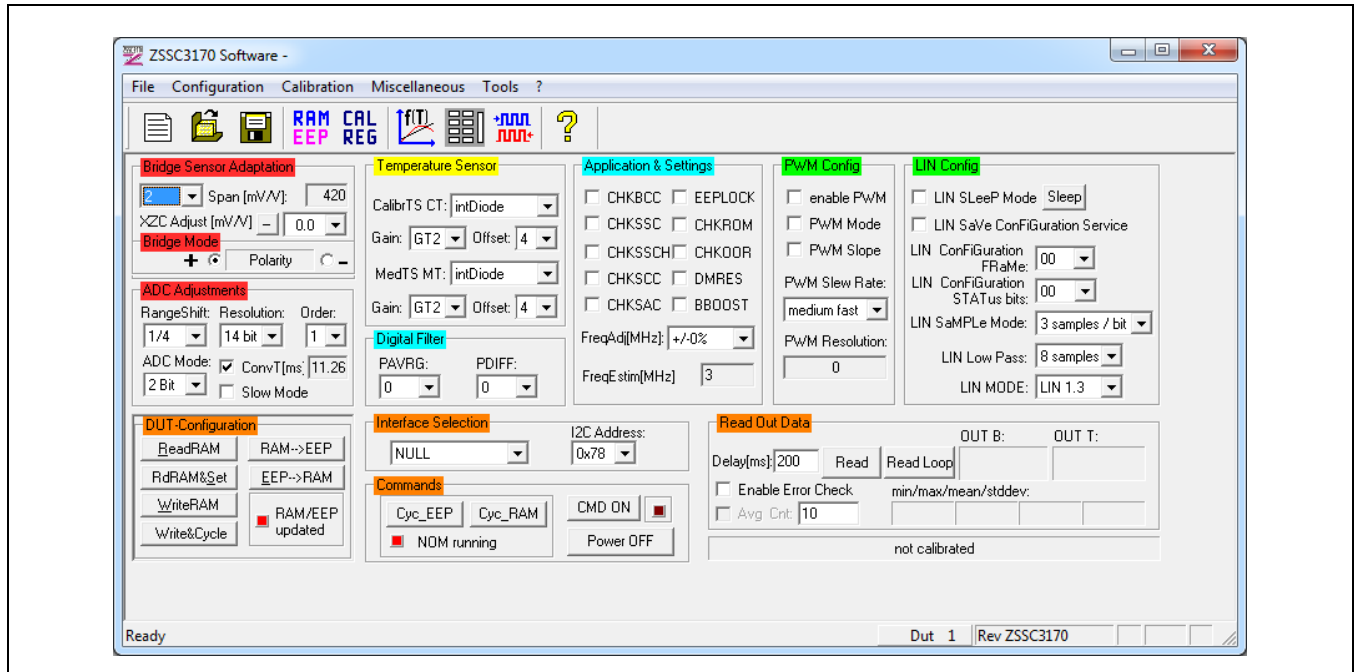 ZSSC3170 Software -
File Configuration Calibration Miscellaneous Tools ?
RAM EEP CAL REG f(T) ?
Bridge Sensor Adaptation
2 Span [mV/V]: 420
XZC Adjust [mV/V] – 0.0
Bridge Mode
+ Polarity –
ADC Adjustments
RangeShift: Resolution: Order:
1/4 14 bit 1
ADC Mode: ConvT[ms] 11.26
2 Bit Slow Mode
Temperature Sensor
CalibrTS CT: intDiode
Gain: GT2 Offset: 4
MedTS MT: intDiode
Gain: GT2 Offset: 4
Digital Filter
PAVRG: PDIFF:
0 0
Application & Settings
CHKBCC EEPLOCK
CHKSSC CHKROM
CHKSSCH CHKOOR
CHKSCC DMRES
CHKSAC BBOOST
FreqAdj[MHz]: +/-0%
FreqEstim[MHz] 3
PWM Config
enable PWM
PWM Mode
PWM Slope
PWM Slew Rate:
medium fast
PWM Resolution:
0
LIN Config
LIN SLeeP Mode Sleep
LIN SaVe ConFiGuration Service
LIN ConFiGuration
FRaMe: 00
LIN ConFiGuration
STATus bits: 00
LIN SaMPLe Mode: 3 samples / bit
LIN Low Pass: 8 samples
LIN MODE: LIN 1.3
DUT-Configuration
ReadRAM RAM-->EEP
RdRAM&Set EEP-->RAM
WriteRAM RAM/EEP
Write&Cycle updated
Interface Selection
I2C Address:
NULL 0x78
Commands
Cyc_EEP Cyc_RAM CMD ON
NOM running Power OFF
Read Out Data
OUT B: OUT T:
Delay[ms]: 200 Read Read Loop
Enable Error Check min/max/mean/stddev:
Avg Cnt: 10
not calibrated
Ready Dut 1 Rev ZSSC3170